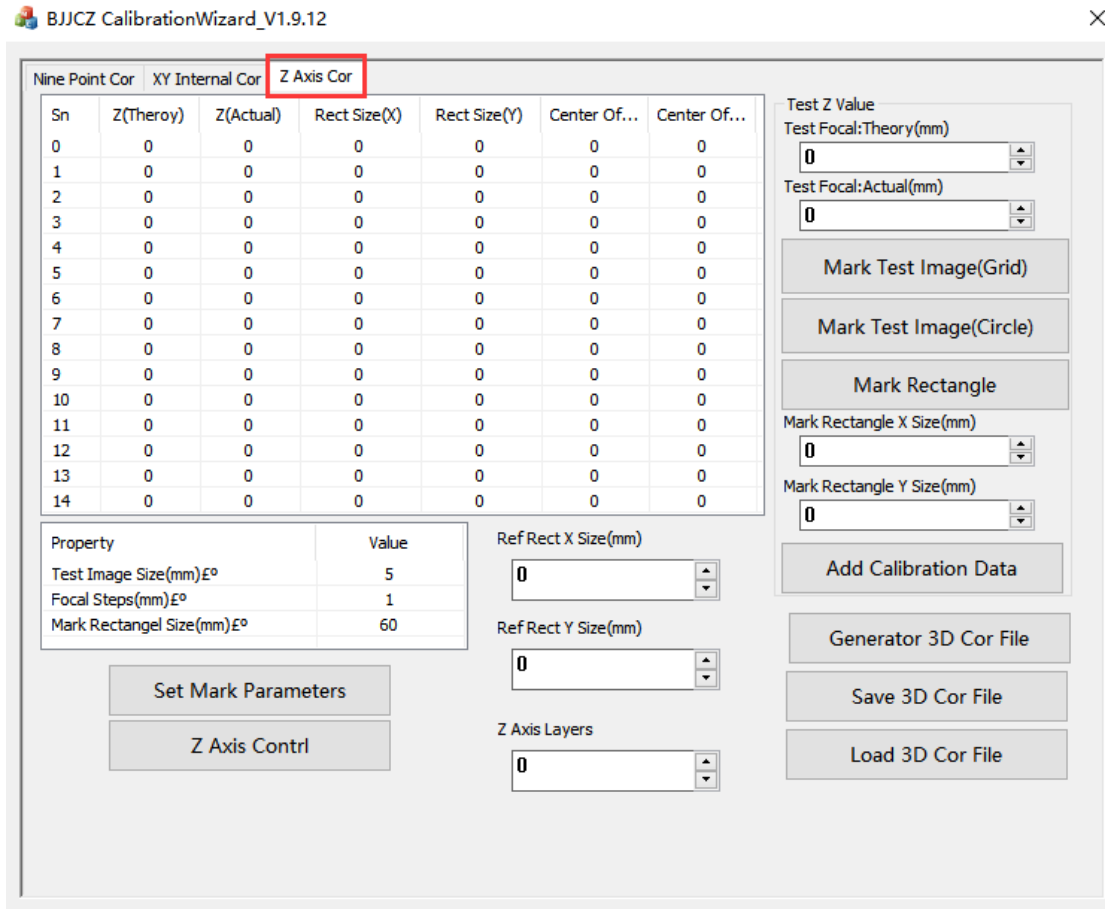 BJJCZ CalibrationWizard_V1.9.12
Nine Point Cor XY Internal Cor Z Axis Cor
Sn Z(Theroy) Z(Actual) Rect Size(X) Rect Size(Y) Center Of... Center Of...
0 0 0 0 0 0 0
1 0 0 0 0 0 0
2 0 0 0 0 0 0
3 0 0 0 0 0 0
4 0 0 0 0 0 0
5 0 0 0 0 0 0
6 0 0 0 0 0 0
7 0 0 0 0 0 0
8 0 0 0 0 0 0
9 0 0 0 0 0 0
10 0 0 0 0 0 0
11 0 0 0 0 0 0
12 0 0 0 0 0 0
13 0 0 0 0 0 0
14 0 0 0 0 0 0
Property Value
Test Image Size(mm)£º 5
Focal Steps(mm)£º 1
Mark Rectangel Size(mm)£º 60
Set Mark Parameters
Z Axis Contrl
Ref Rect X Size(mm)
0
Ref Rect Y Size(mm)
0
Z Axis Layers
0
Test Z Value
Test Focal:Theory(mm)
0
Test Focal:Actual(mm)
0
Mark Test Image(Grid)
Mark Test Image(Circle)
Mark Rectangle
Mark Rectangle X Size(mm)
0
Mark Rectangle Y Size(mm)
0
Add Calibration Data
Generator 3D Cor File
Save 3D Cor File
Load 3D Cor File